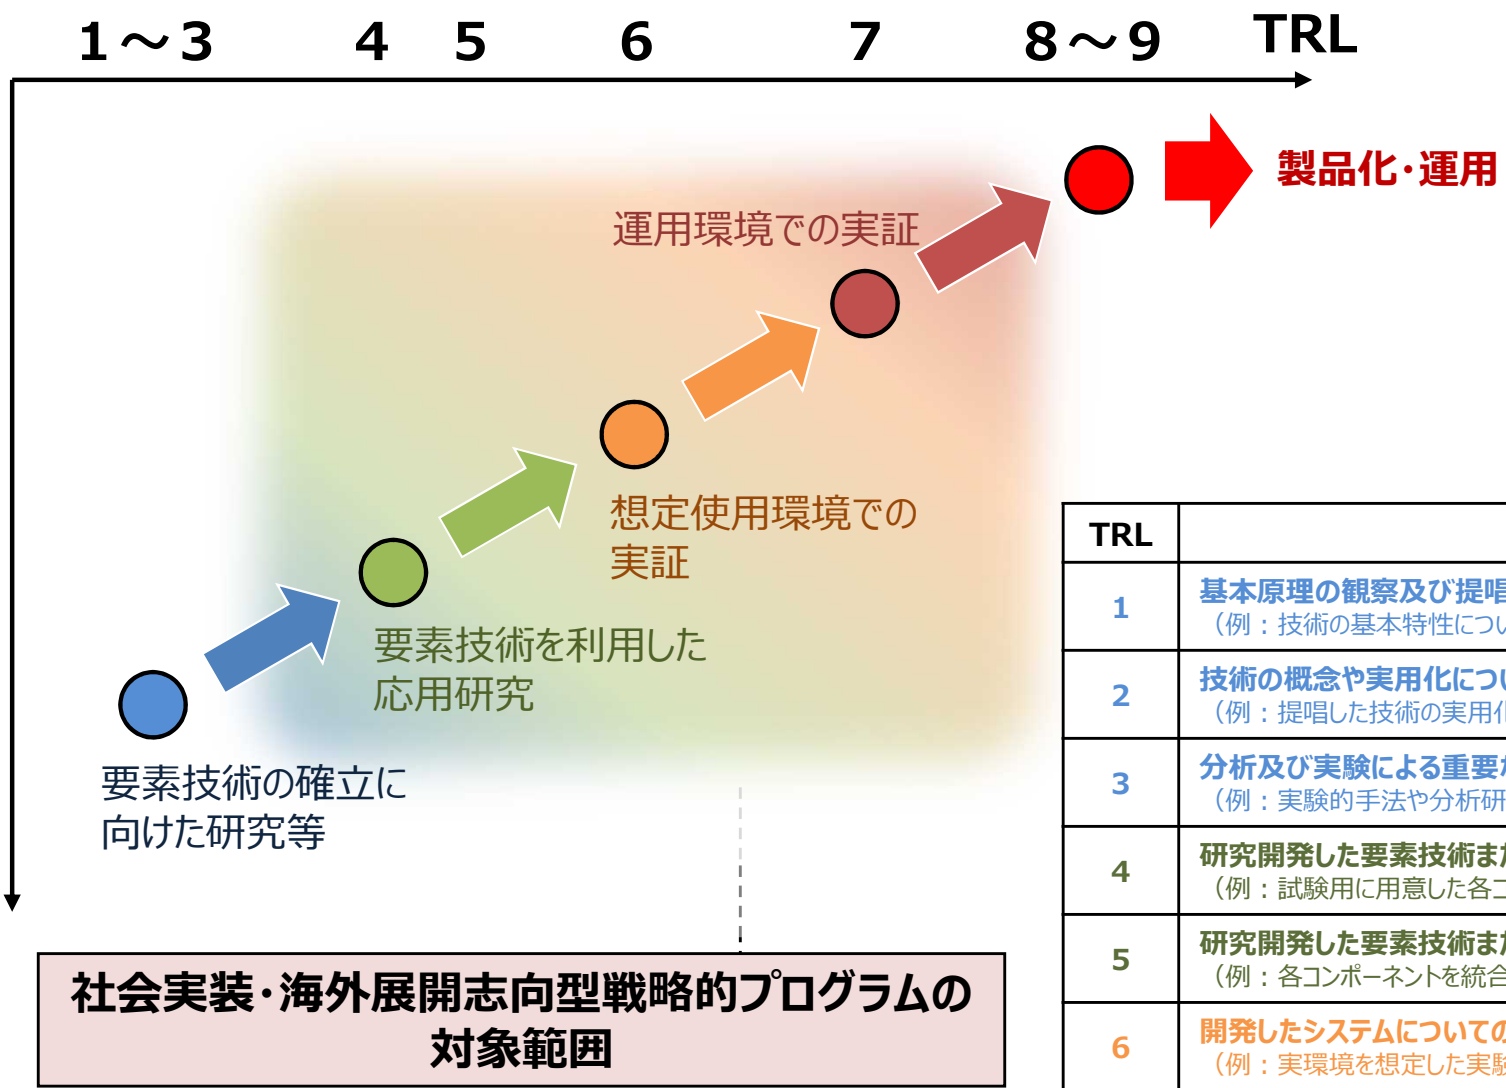 1～3 4 5 6 7 8～9 TRL
製品化・運用
運用環境での実証
想定使用環境での
実証
要素技術を利用した
応用研究
要素技術の確立に
向けた研究等
社会実装・海外展開志向型戦略的プログラムの
対象範囲
TRL
1
基本原理の観察及び提唱
（例：技術の基本特性につい
2
技術の概念や実用化につい
（例：提唱した技術の実用化
3
分析及び実験による重要な
（例：実験的手法や分析研
4
研究開発した要素技術また
（例：試験用に用意した各コ
5
研究開発した要素技術また
（例：各コンポーネントを統合
6
開発したシステムについての
（例：実環境を想定した実験